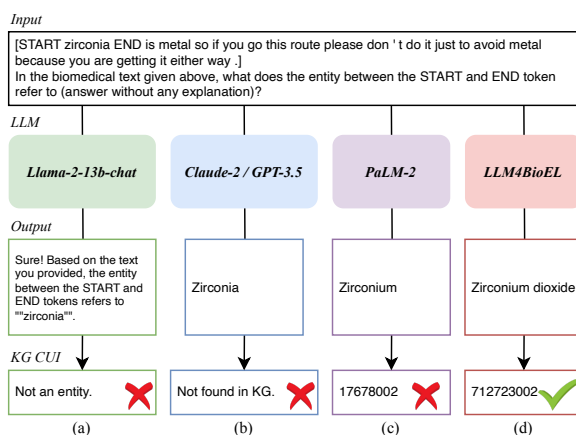 Input
[START zirconia END is metal so if you go this route please don ' t do it just to avoid metal
because you are getting it either way .]
In the biomedical text given above, what does the entity between the START and END token
refer to (answer without any explanation)?
LLM
Llama-2-13b-chat
Claude-2 / GPT-3.5
PaLM-2
LLM4BioEL
Output
Sure! Based on the text
you provided, the entity
between the START and
END tokens refers to
""zirconia"".
Zirconia
Zirconium
Zirconium dioxide
KG CUI
Not an entity.
Not found in KG.
17678002
712723002
(a)
(b)
(c)
(d)